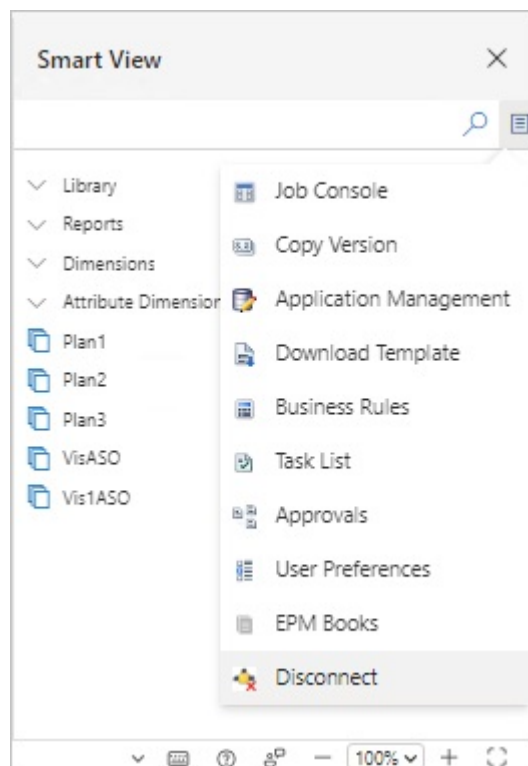 Smart View
Library
Reports
Dimensions
Attribute Dimension
Plan1
Plan2
Plan3
VisASO
Vis1ASO
Job Console
Copy Version
Application Management
Download Template
Business Rules
Task List
Approvals
User Preferences
EPM Books
Disconnect
100%